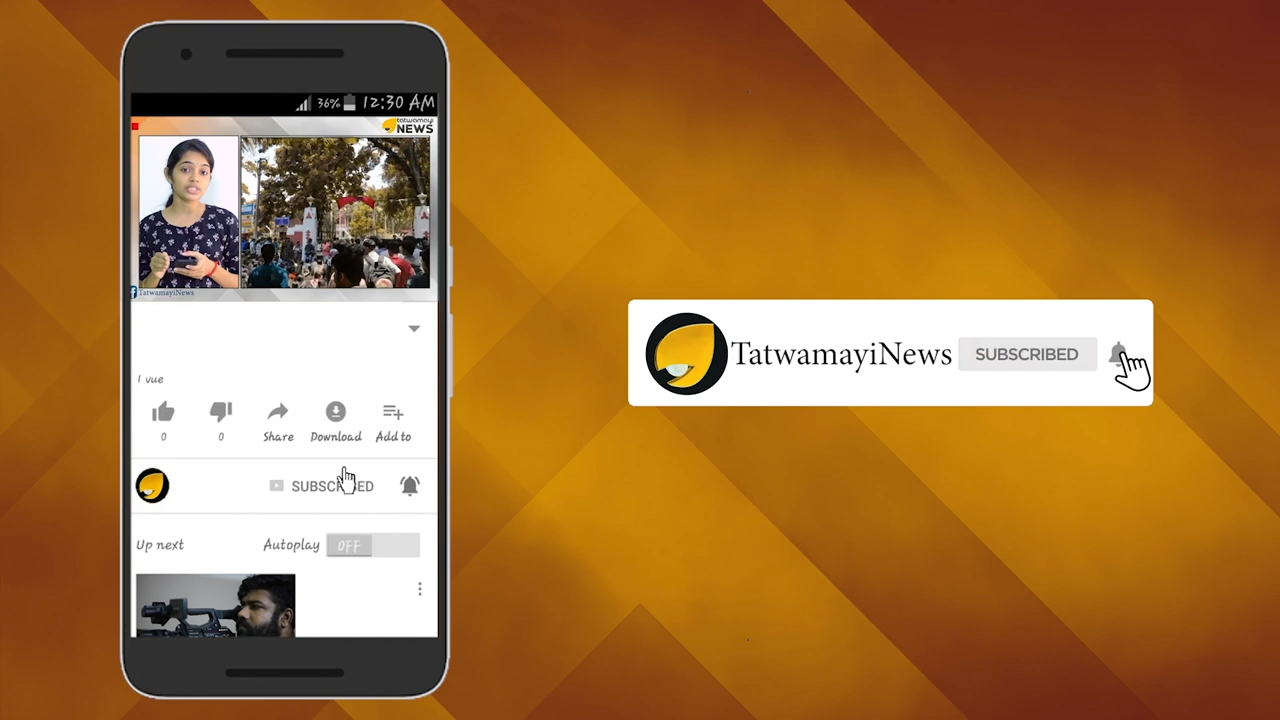 36% 12:30 AM
tatwamayi
NEWS
TatwamayiNews
1 vue
0 0 Share Download Add to
SUBSCRIBED
Up next Autoplay OFF
TatwamayiNews SUBSCRIBED